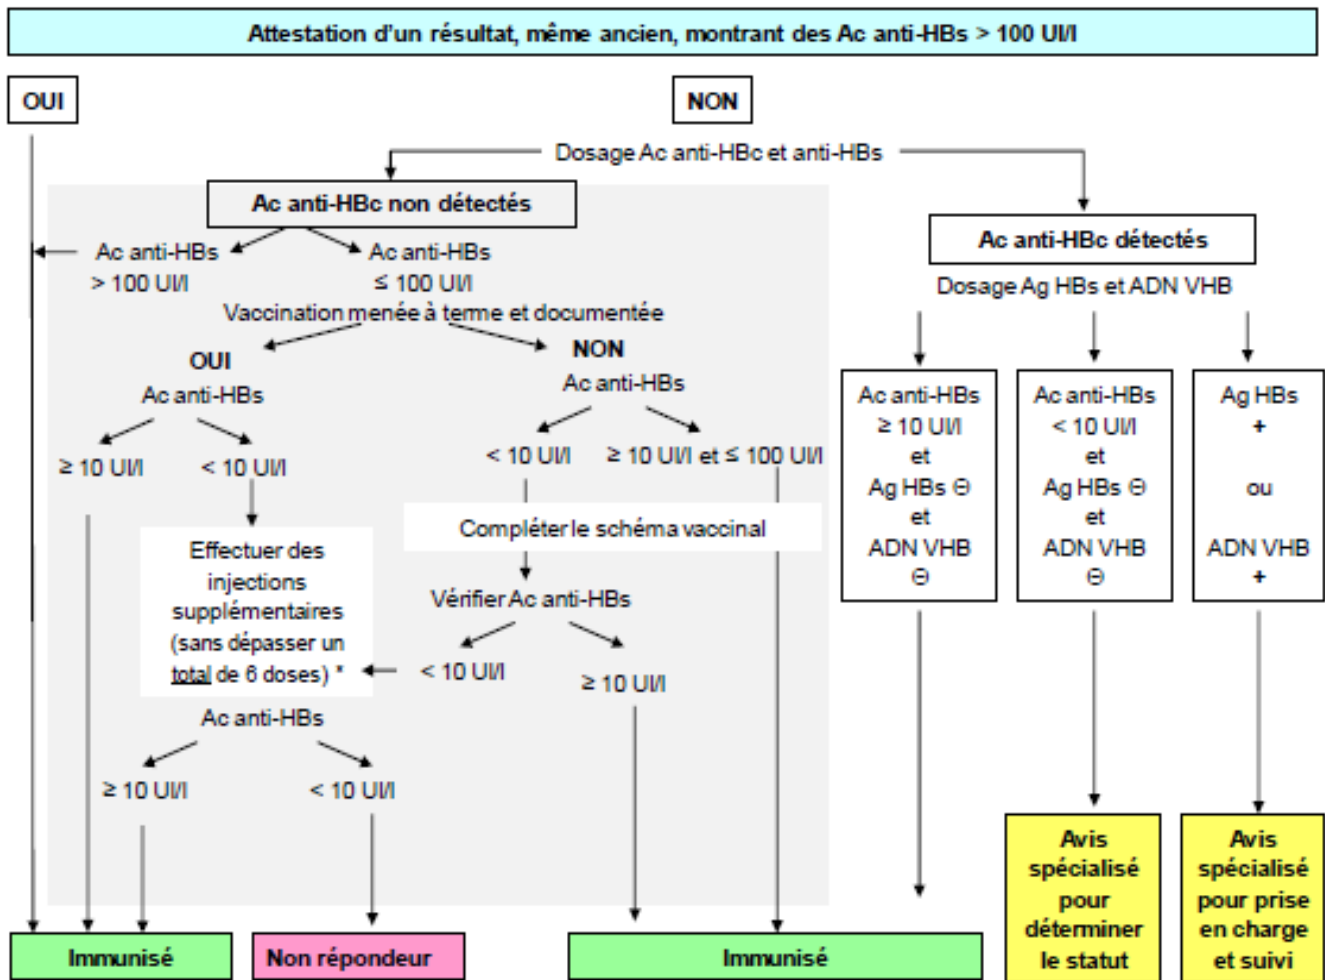 Attestation d'un résultat, même ancien, montrant des Ac anti-HBs > 100 UI/l
OUI
NON
Dosage Ac anti-HBc et anti-HBs
Ac anti-HBc non détectés
Ac anti-HBs
> 100 UI/l
Ac anti-HBs
≤ 100 UI/l
Vaccination menée à terme et documentée
OUI
Ac anti-HBs
≥ 10 UI/l
< 10 UI/l
NON
Ac anti-HBs
< 10 UI/l
≥ 10 UI/l et ≤ 100 UI/l
Compléter le schéma vaccinal
Effectuer des
injections
supplémentaires
(sans dépasser un
total de 6 doses) *
Vérifier Ac anti-HBs
< 10 UI/l
≥ 10 UI/l
Ac anti-HBs
≥ 10 UI/l
< 10 UI/l
Ac anti-HBc détectés
Dosage Ag HBs et ADN VHB
Ac anti-HBs
≥ 10 UI/l
et
Ag HBs ⊖
et
ADN VHB
⊖
Ac anti-HBs
< 10 UI/l
et
Ag HBs ⊖
et
ADN VHB
⊖
Ag HBs
+
ou
ADN VHB
+
Immunisé
Non répondeur
Immunisé
Avis
spécialisé
pour
déterminer
le statut
Avis
spécialisé
pour prise
en charge
et suivi